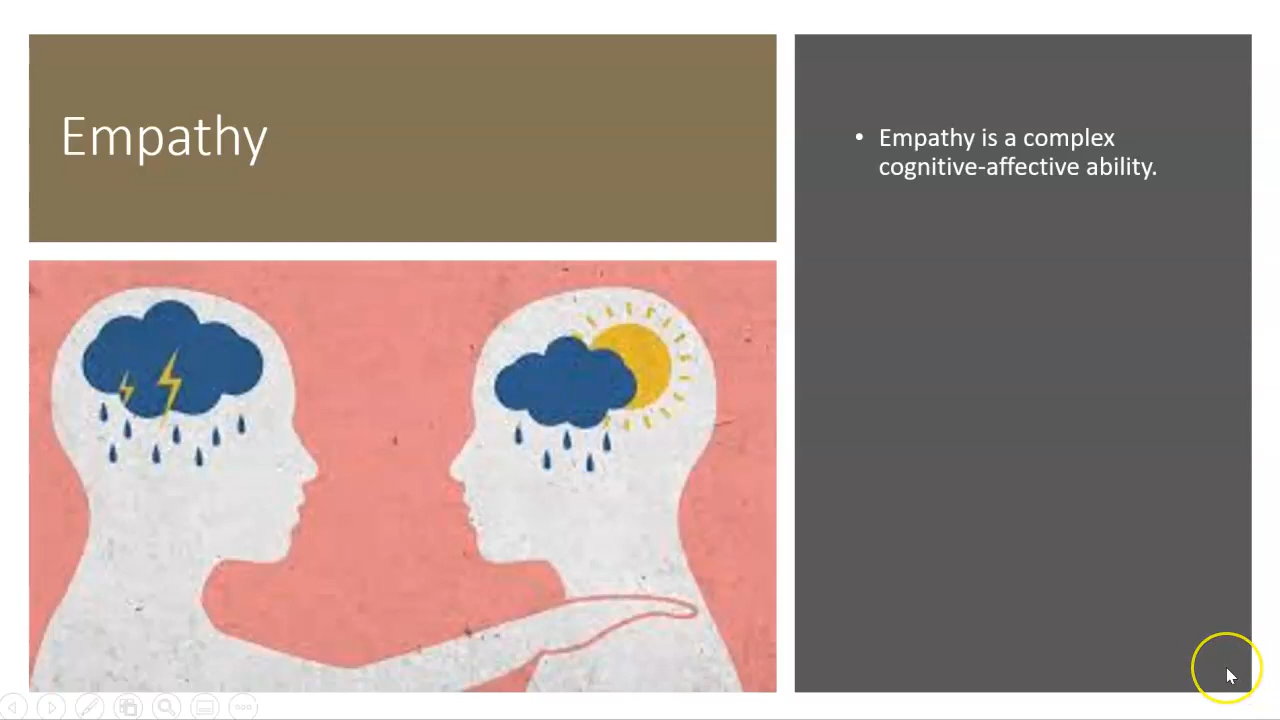 Empathy
• Empathy is a complex
cognitive-affective ability.